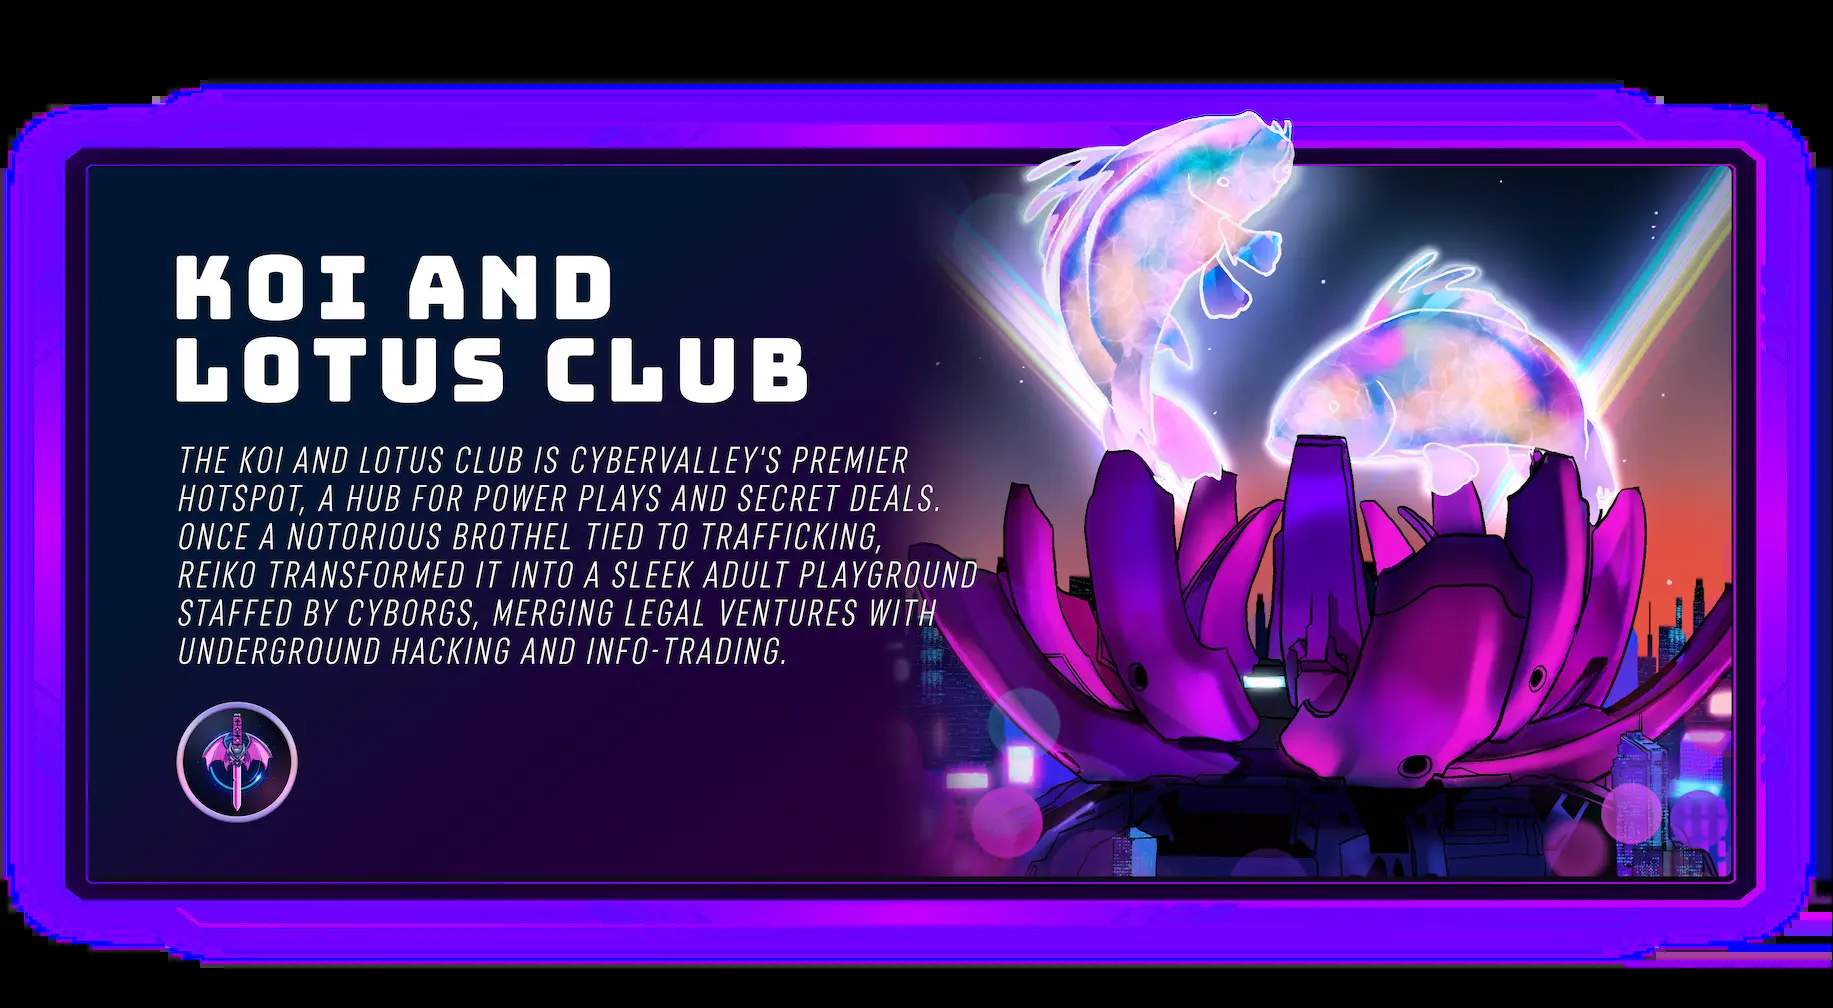 KOI AND
LOTUS CLUB
THE KOI AND LOTUS CLUB IS CYBERVALLEY'S PREMIER
HOTSPOT, A HUB FOR POWER PLAYS AND SECRET DEALS.
ONCE A NOTORIOUS BROTHEL TIED TO TRAFFICKING,
REIKO TRANSFORMED IT INTO A SLEEK ADULT PLAYGROUND
STAFFED BY CYBORGS, MERGING LEGAL VENTURES WITH
UNDERGROUND HACKING AND INFO-TRADING.